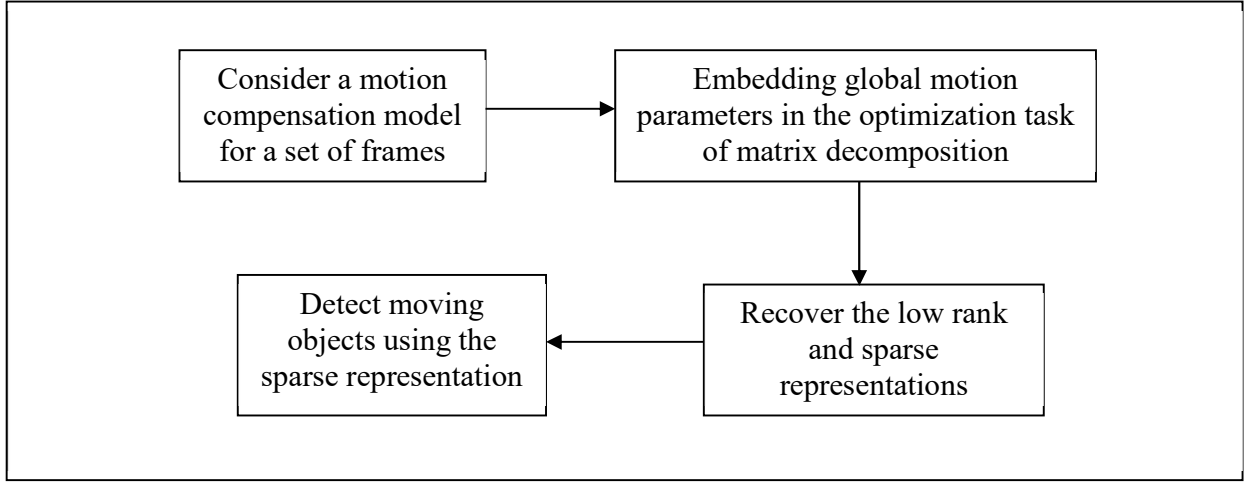 Consider a motion
compensation model
for a set of frames
Embedding global motion
parameters in the optimization task
of matrix decomposition
Recover the low rank
and sparse
representations
Detect moving
objects using the
sparse representation